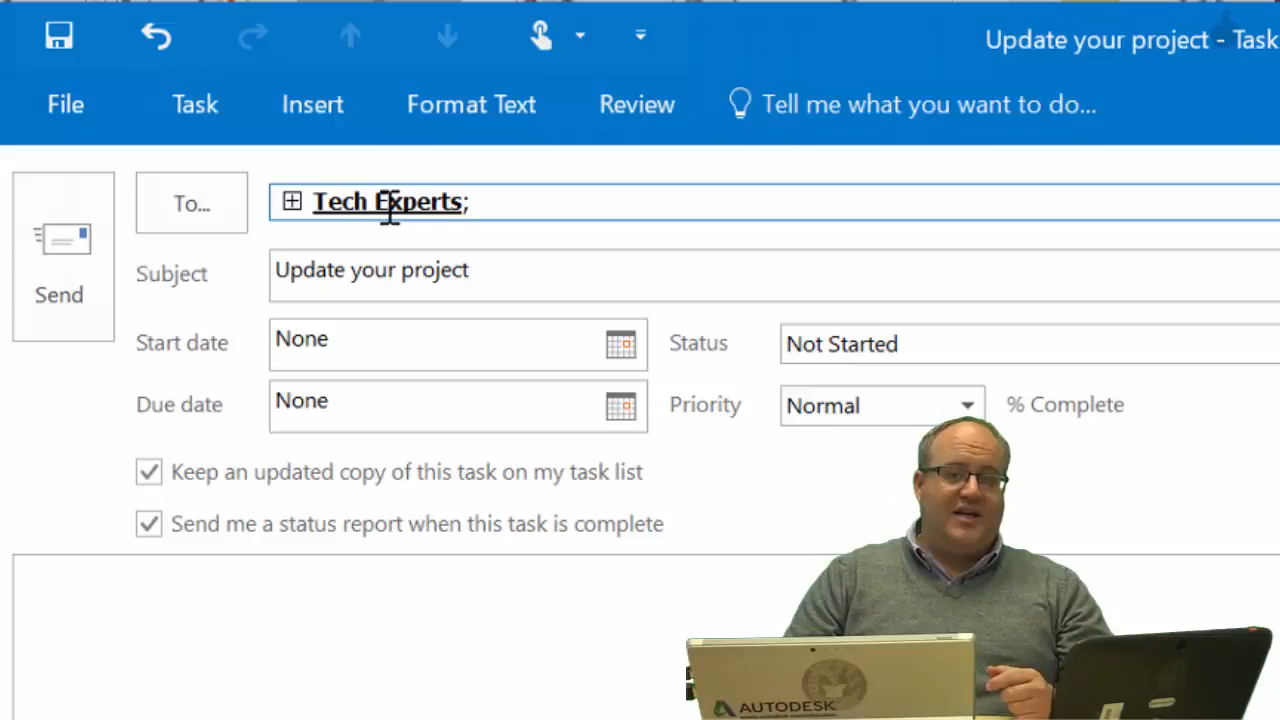 Update your project - Task
File Task Insert Format Text Review Tell me what you want to do...
To... Tech Experts;
Send
Subject Update your project
Start date None Status Not Started
Due date None Priority Normal % Complete
Keep an updated copy of this task on my task list
Send me a status report when this task is complete
AUTODESK